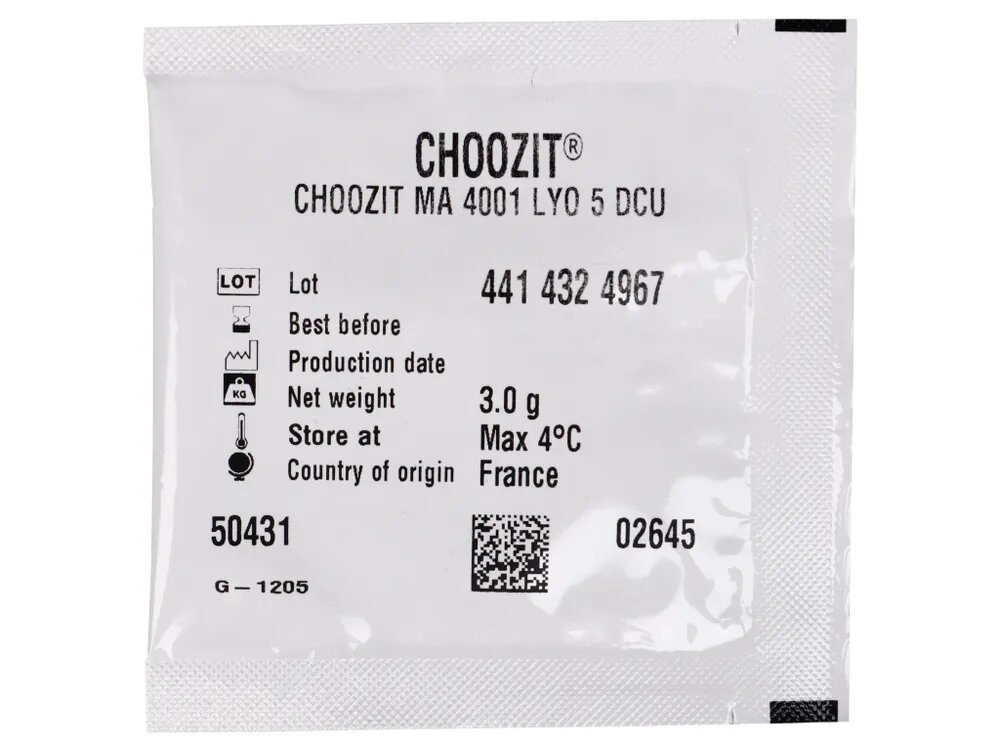 CHOOZIT®
CHOOZIT MA 4001 LYO 5 DCU
LOT Lot 441 432 4967
Best before
Production date
KG Net weight 3.0 g
Store at Max 4°C
Country of origin France
50431 02645
G – 1205